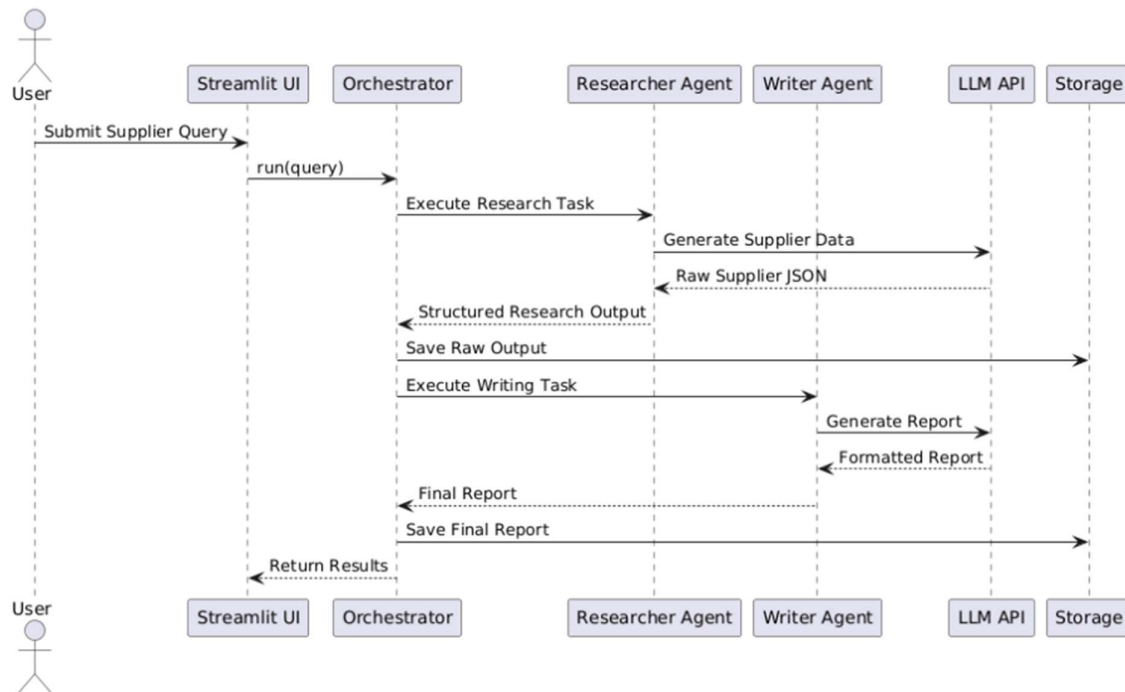 User
Streamlit UI
Orchestrator
Researcher Agent
Writer Agent
LLM API
Storage
Submit Supplier Query
run(query)
Execute Research Task
Generate Supplier Data
Raw Supplier JSON
Structured Research Output
Save Raw Output
Execute Writing Task
Generate Report
Formatted Report
Final Report
Save Final Report
Return Results
User
Streamlit UI
Orchestrator
Researcher Agent
Writer Agent
LLM API
Storage